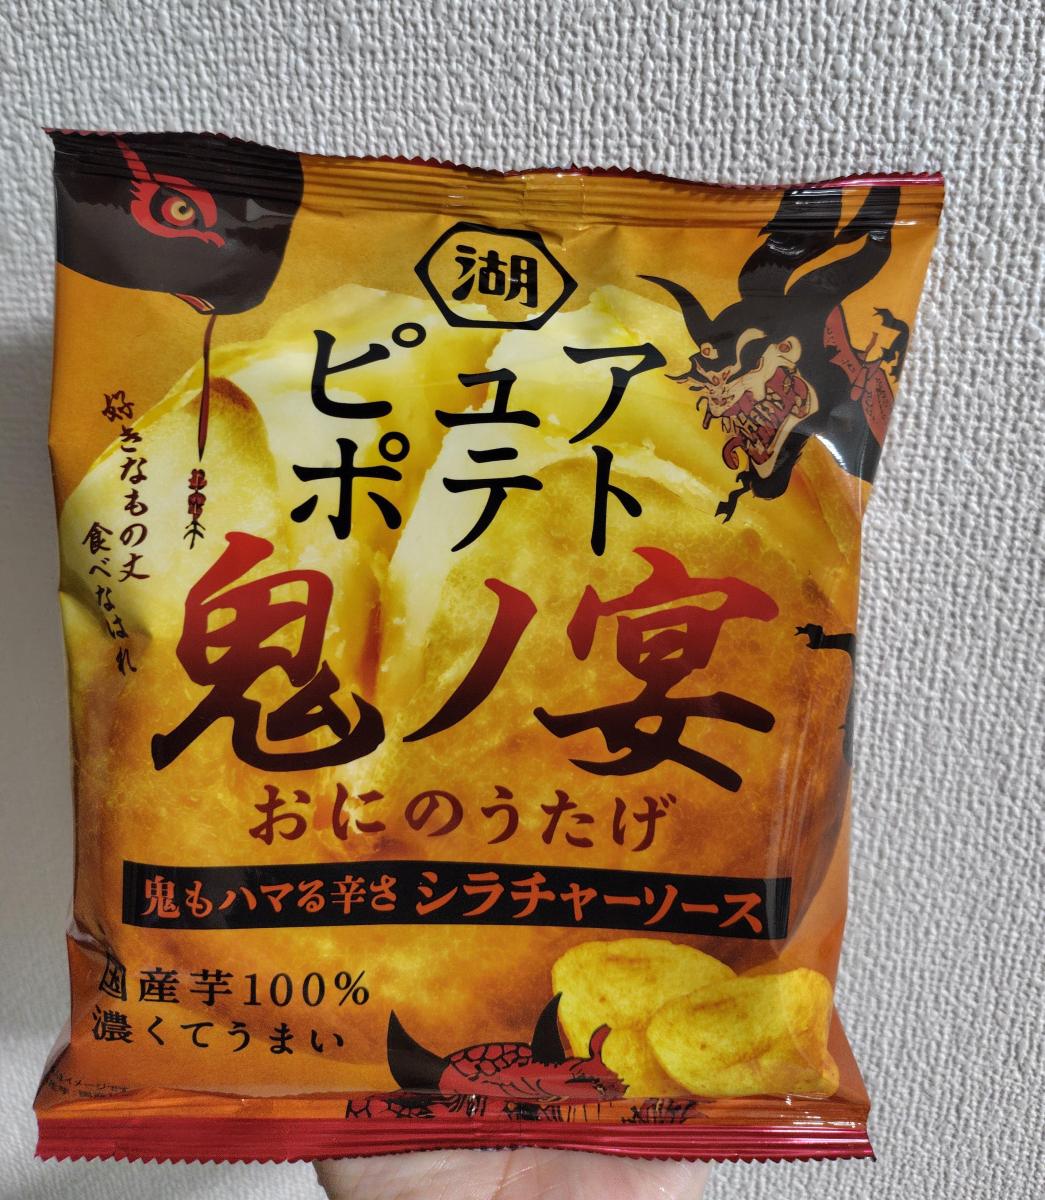 湖
ピュア
ポテト
好きなもの丈
食べなはれ
鬼ノ宴
おにのうたげ
鬼もハマる辛さ シラチャーソース
国産芋100%
濃くてうまい